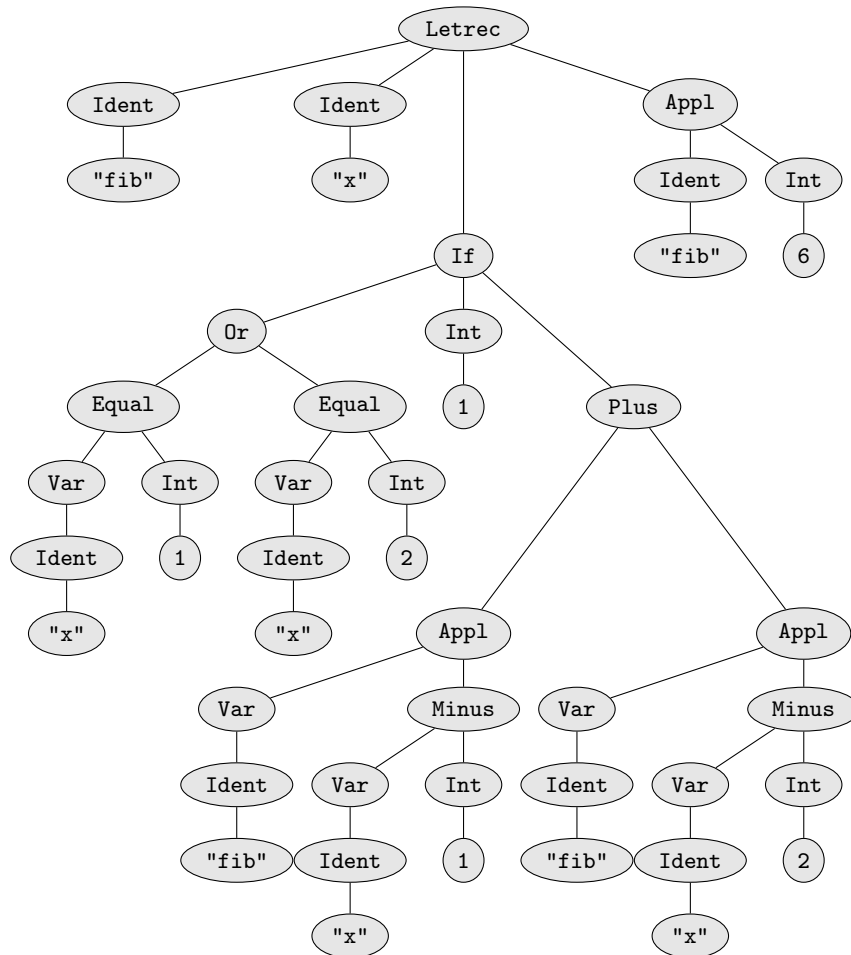 Letrec
Ident Ident Appl
"fib" "x" Ident Int
If "fib" 6
Or Int
Equal Equal 1 Plus
Var Int Var Int
Ident 1 Ident 2
"x" "x" Appl Appl
Var Minus Var Minus
Ident Var Int Ident Var Int
"fib" Ident 1 "fib" Ident 2
"x" "x"